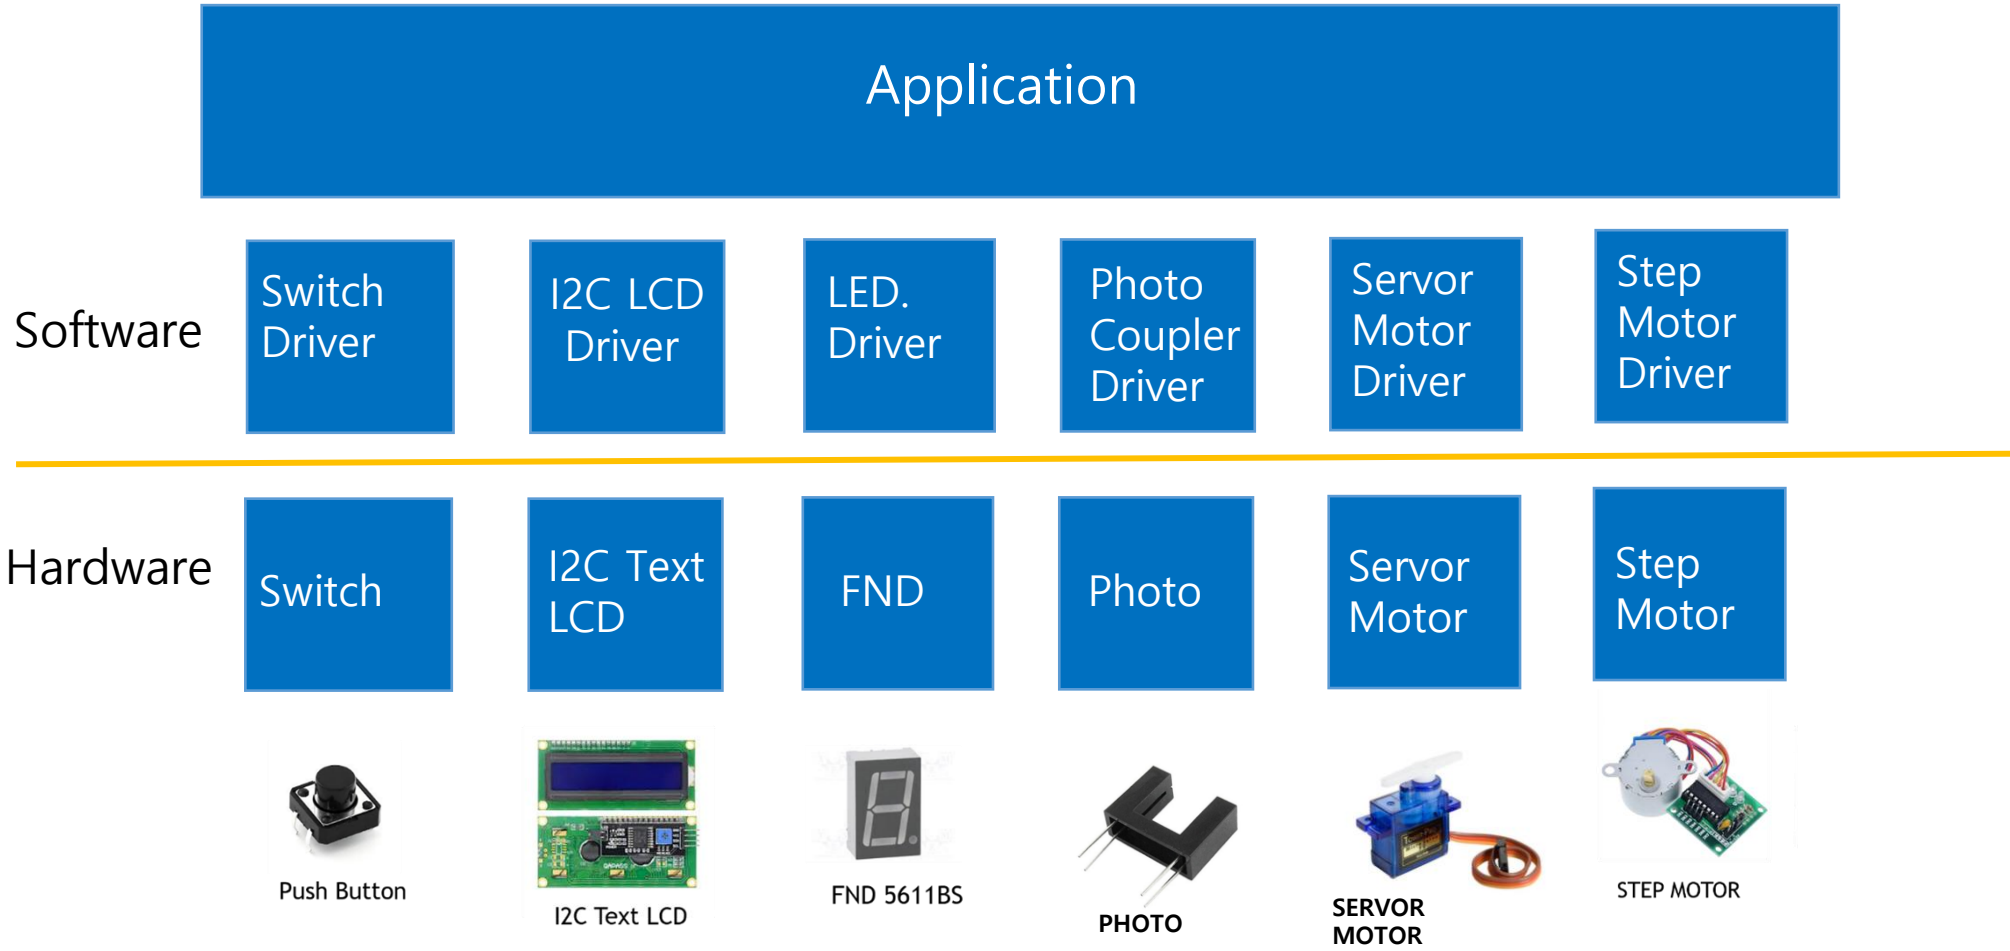 Application
Software
Switch
Driver
I2C LCD
Driver
LED.
Driver
Photo
Coupler
Driver
Servor
Motor
Driver
Step
Motor
Driver
Hardware
Switch
I2C Text
LCD
FND
Photo
Servor
Motor
Step
Motor
Push Button
I2C Text LCD
FND 5611BS
PHOTO
SERVOR
MOTOR
STEP MOTOR